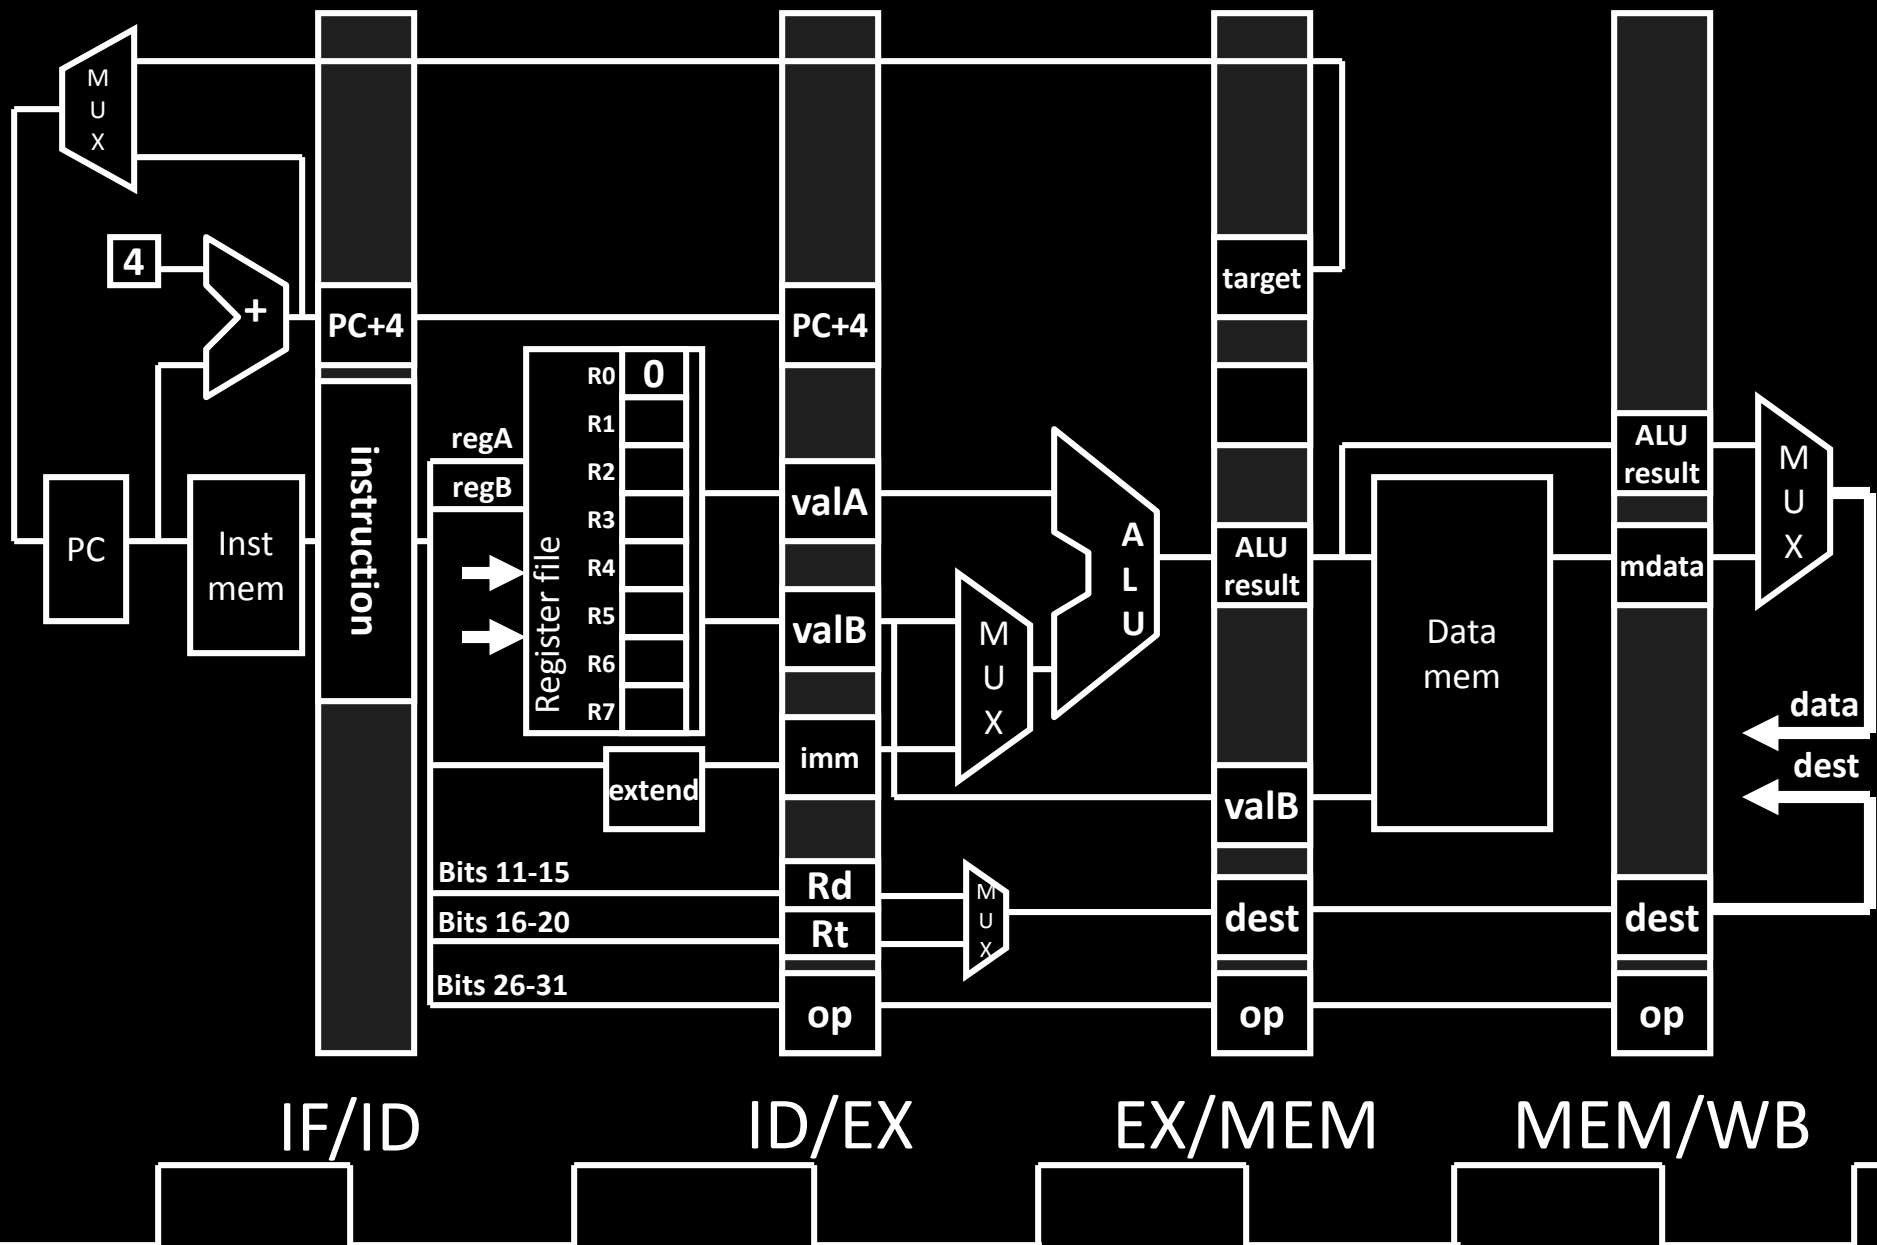 M
U
X
4
+
PC
Inst
mem
PC+4
instruction
regA
regB
Register file
R0 0
R1
R2
R3
R4
R5
R6
R7
extend
Bits 11-15
Bits 16-20
Bits 26-31
PC+4
valA
valB
imm
Rd
Rt
op
M
U
X
A
L
U
M
U
X
target
ALU
result
valB
dest
op
Data
mem
ALU
result
mdata
dest
op
M
U
X
data
dest
IF/ID
ID/EX
EX/MEM
MEM/WB